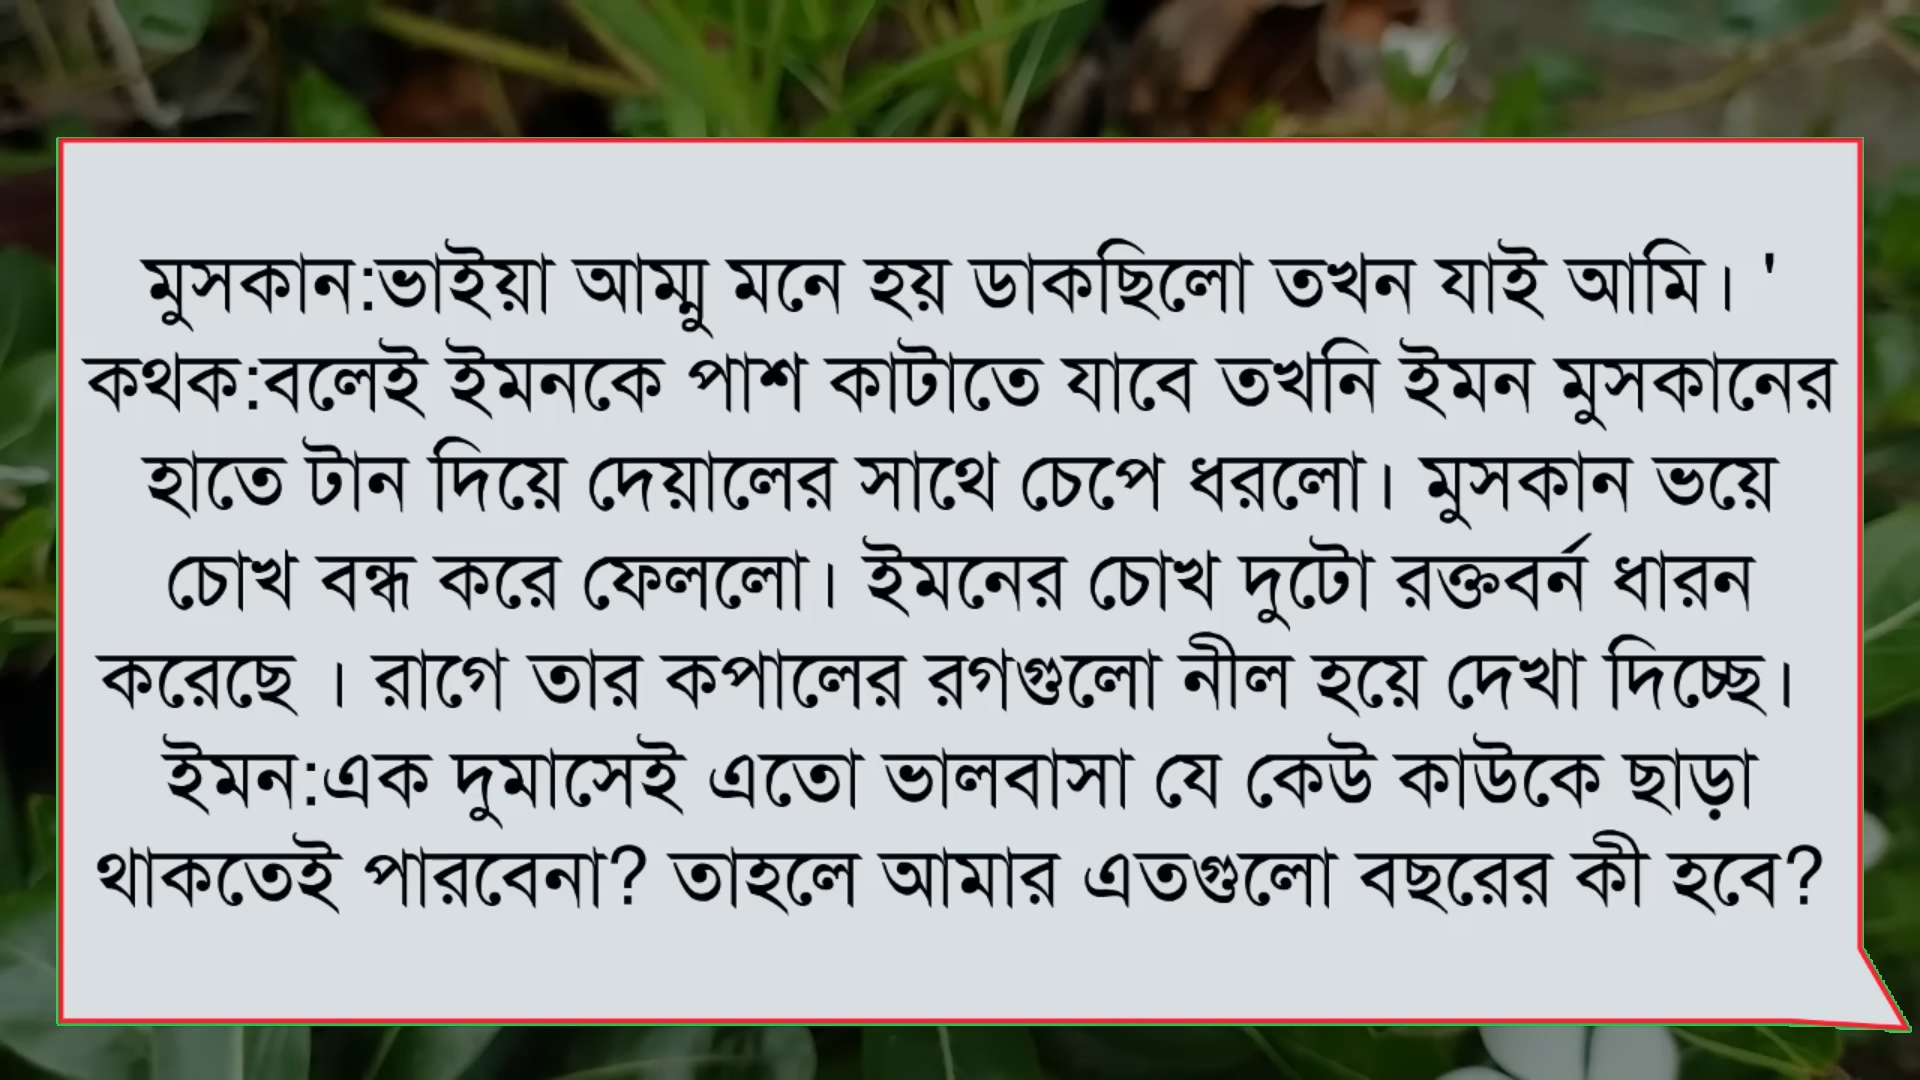 মুসকান:ভাইয়া আম্মু মনে হয় ডাকছিলো তখন যাই আমি। '
কথক:বলেই ইমনকে পাশ কাটাতে যাবে তখনি ইমন মুসকানের
হাতে টান দিয়ে দেয়ালের সাথে চেপে ধরলো। মুসকান ভয়ে
চোখ বন্ধ করে ফেললো। ইমনের চোখ দুটো রক্তবর্ন ধারন
করেছে । রাগে তার কপালের রগগুলো নীল হয়ে দেখা দিচ্ছে।
ইমন:এক দুমাসেই এতো ভালবাসা যে কেউ কাউকে ছাড়া
থাকতেই পারবেনা? তাহলে আমার এতগুলো বছরের কী হবে?